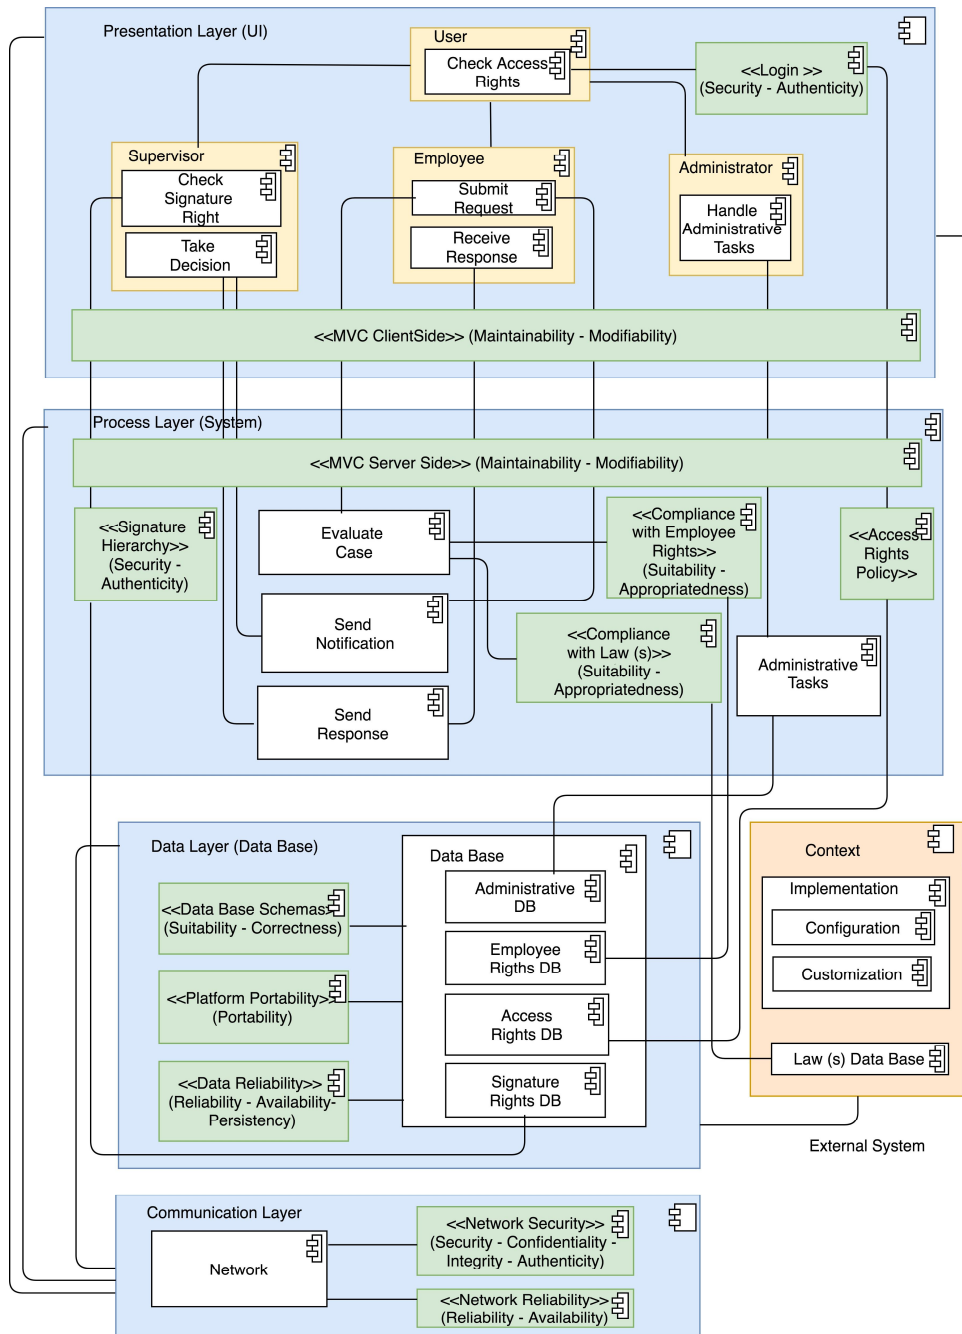 Presentation Layer (UI)
User
Check Access
Rights
<<Login >>
(Security - Authenticity)
Supervisor
Check
Signature
Right
Take
Decision
Employee
Submit
Request
Receive
Response
Administrator
Handle
Administrative
Tasks
<<MVC ClientSide>> (Maintainability - Modifiability)
Process Layer (System)
<<MVC Server Side>> (Maintainability - Modifiability)
<<Signature
Hierarchy>>
(Security -
Authenticity)
Evaluate
Case
<<Compliance
with Employee
Rights>>
(Suitability -
Appropriatedness)
<<Access
Rights
Policy>>
Send
Notification
<<Compliance
with Law (s)>>
(Suitability -
Appropriatedness)
Administrative
Tasks
Send
Response
Data Layer (Data Base)
Data Base
Administrative
DB
Employee
Rigths DB
Access
Rights DB
Signature
Rights DB
<<Data Base Schemas>>
(Suitability - Correctness)
<<Platform Portability>>
(Portability)
<<Data Reliability>>
(Reliability - Availability-
Persistency)
Context
Implementation
Configuration
Customization
Law (s) Data Base
External System
Communication Layer
Network
<<Network Security>>
(Security - Confidentiality -
Integrity - Authenticity)
<<Network Reliability>>
(Reliability - Availability)